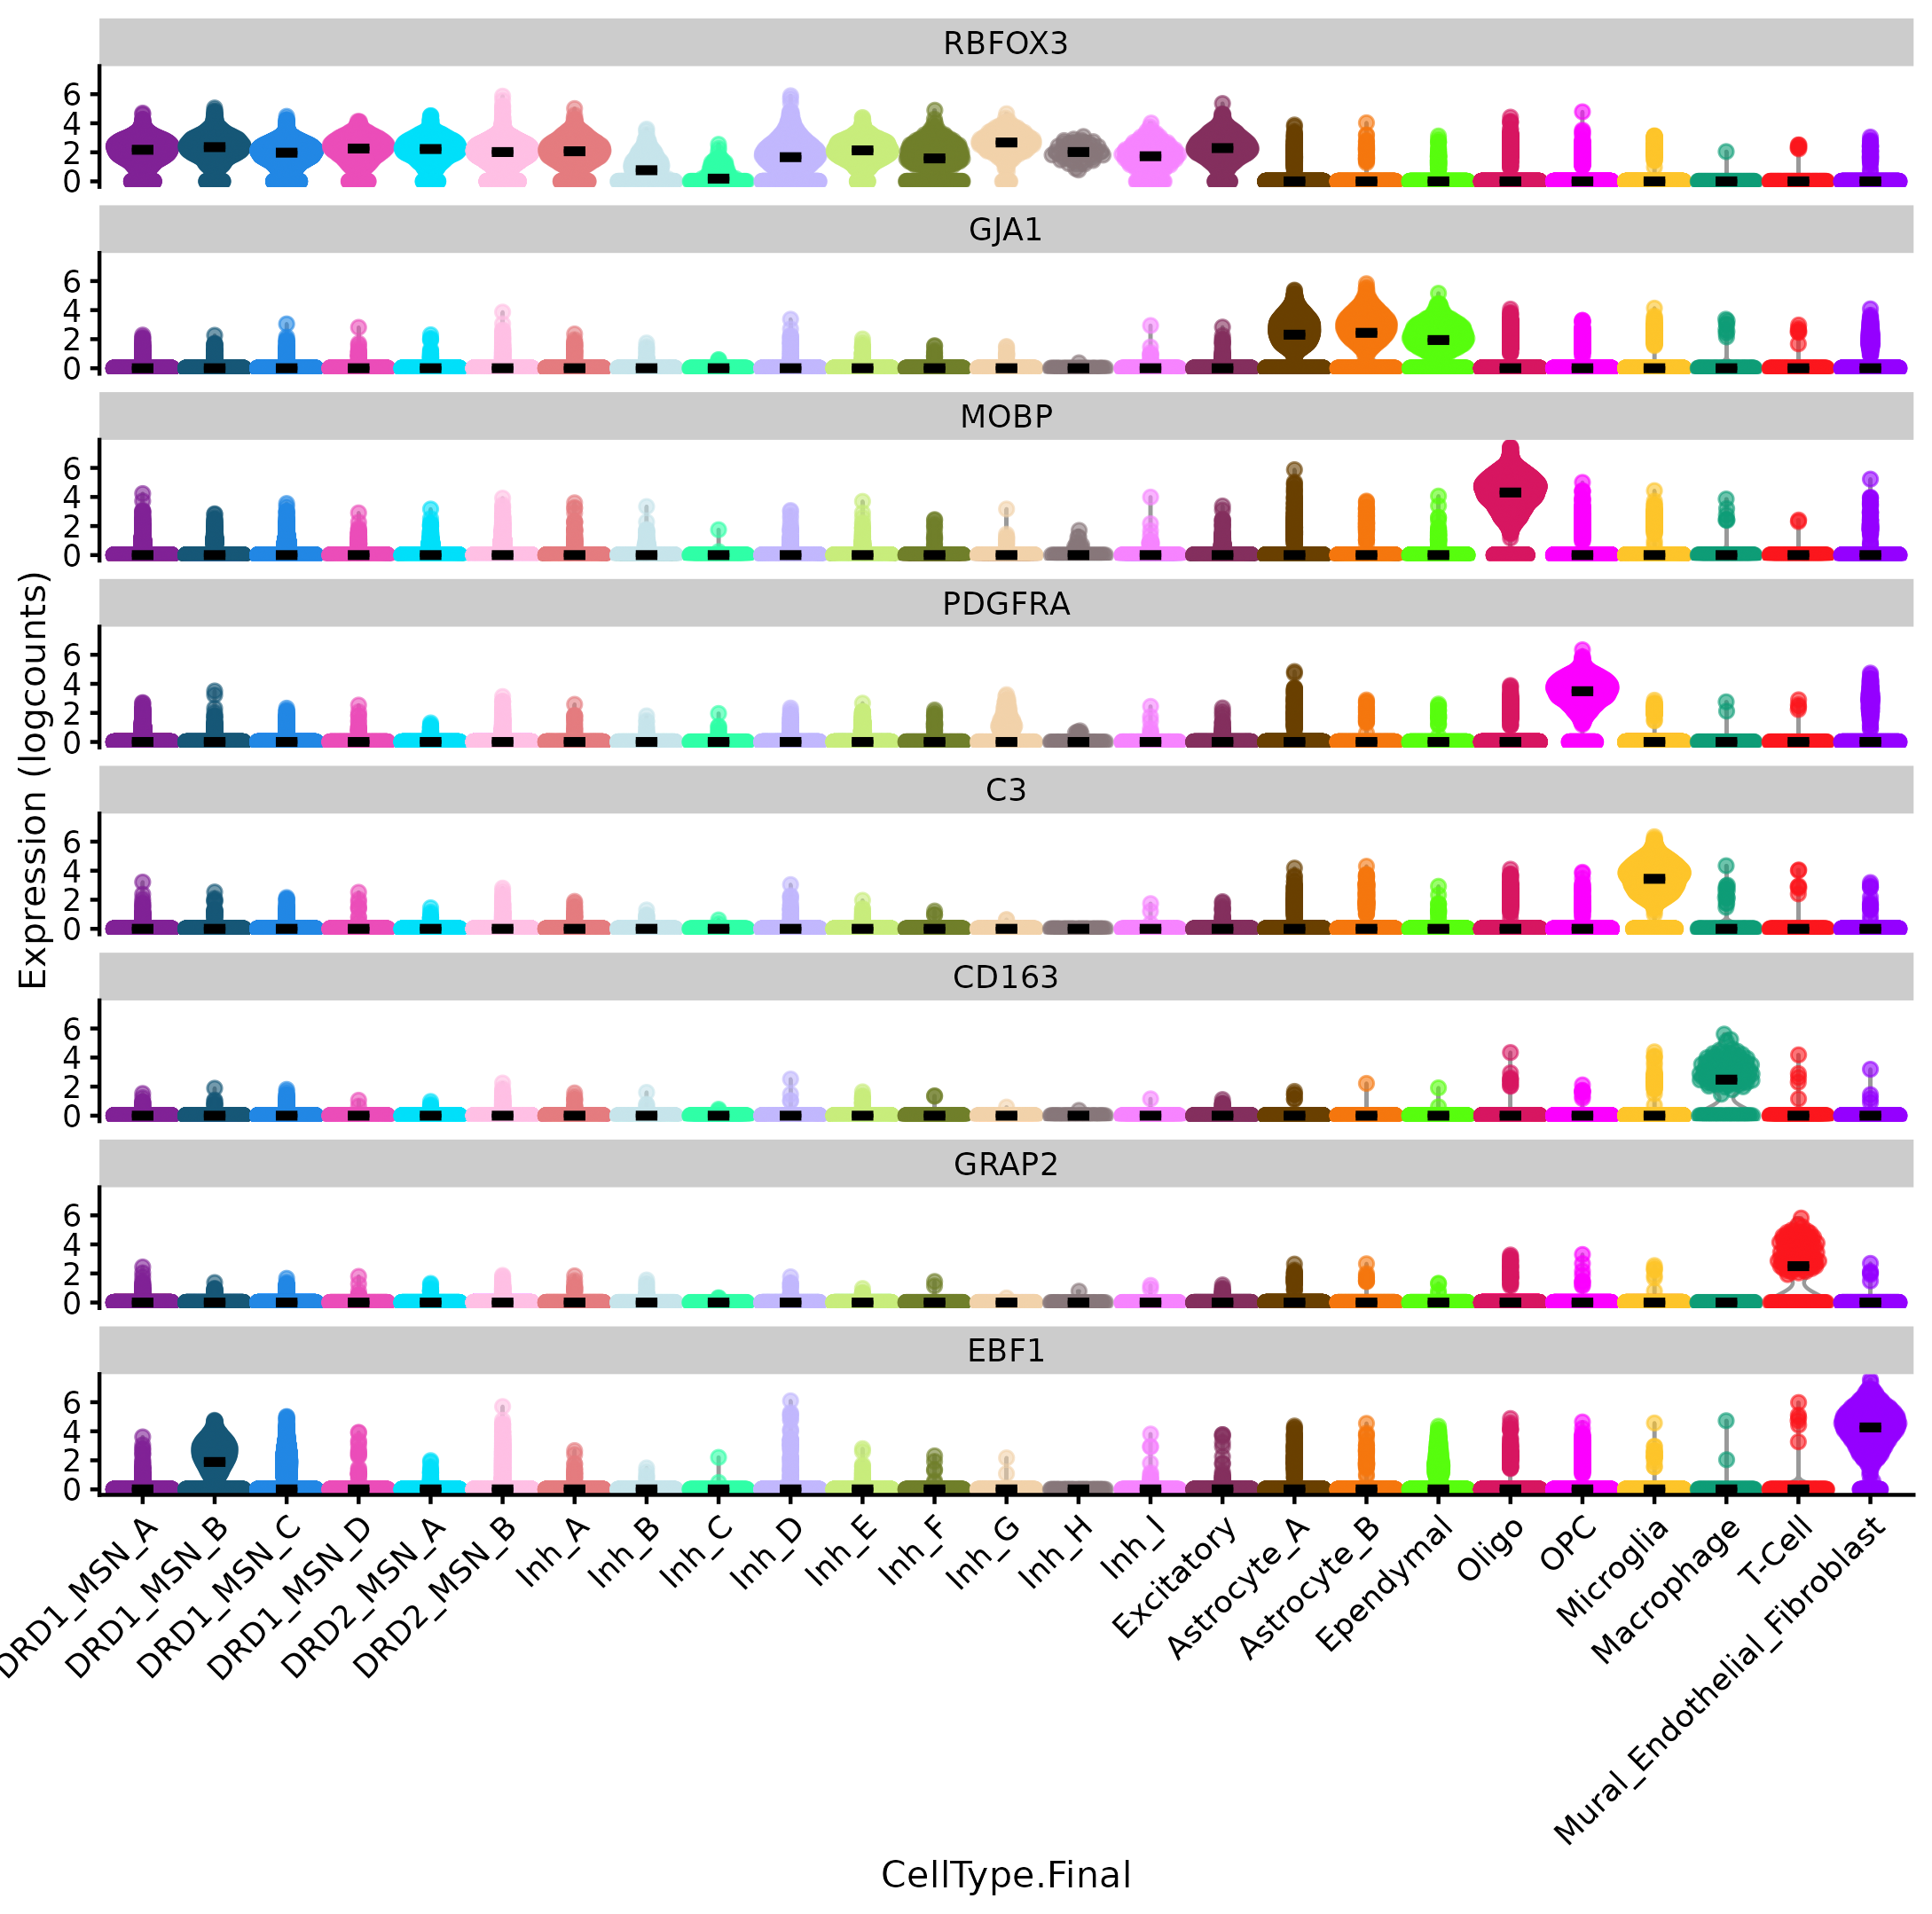 RBFOX3
6
4
2
0
GJA1
6
4
2
0
MOBP
6
4
2
0
PDGFRA
6
4
2
0
C3
6
4
2
0
CD163
6
4
2
0
GRAP2
6
4
2
0
EBF1
6
4
2
0
Expression (logcounts)
DRD1_MSN_A
DRD1_MSN_B
DRD1_MSN_C
DRD1_MSN_D
DRD2_MSN_A
DRD2_MSN_B
Inh_A
Inh_B
Inh_C
Inh_D
Inh_E
Inh_F
Inh_G
Inh_H
Inh_I
Excitatory
Astrocyte_A
Astrocyte_B
Ependymal
Oligo
OPC
Microglia
Macrophage
T-Cell
Mural_Endothelial_Fibroblast
CellType.Final